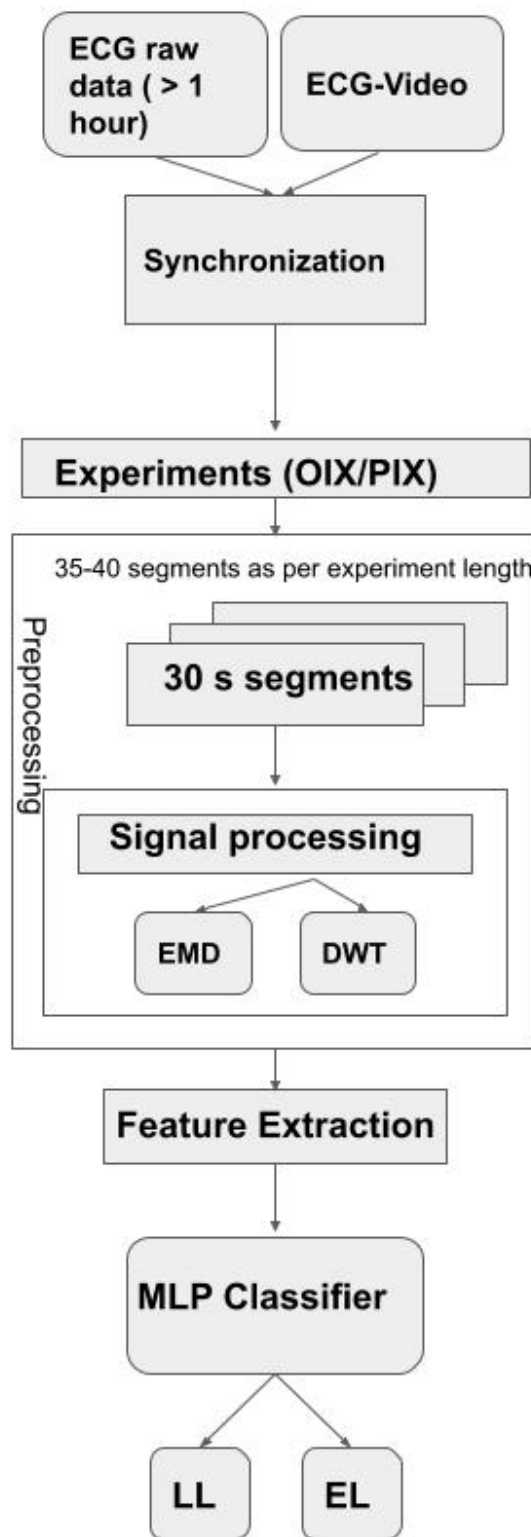 ECG raw
data ( > 1
hour)
ECG-Video
Synchronization
Experiments (OIX/PIX)
35-40 segments as per experiment length
Preprocessing
30 s segments
Signal processing
EMD
DWT
Feature Extraction
MLP Classifier
LL
EL